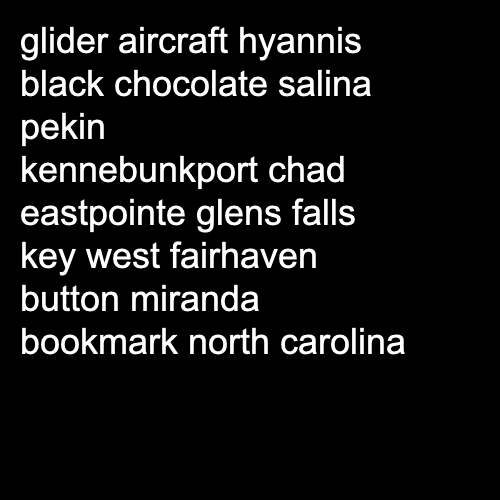 glider aircraft hyannis
black chocolate salina
pekin
kennebunkport chad
eastpointe glens falls
key west fairhaven
button miranda
bookmark north carolina